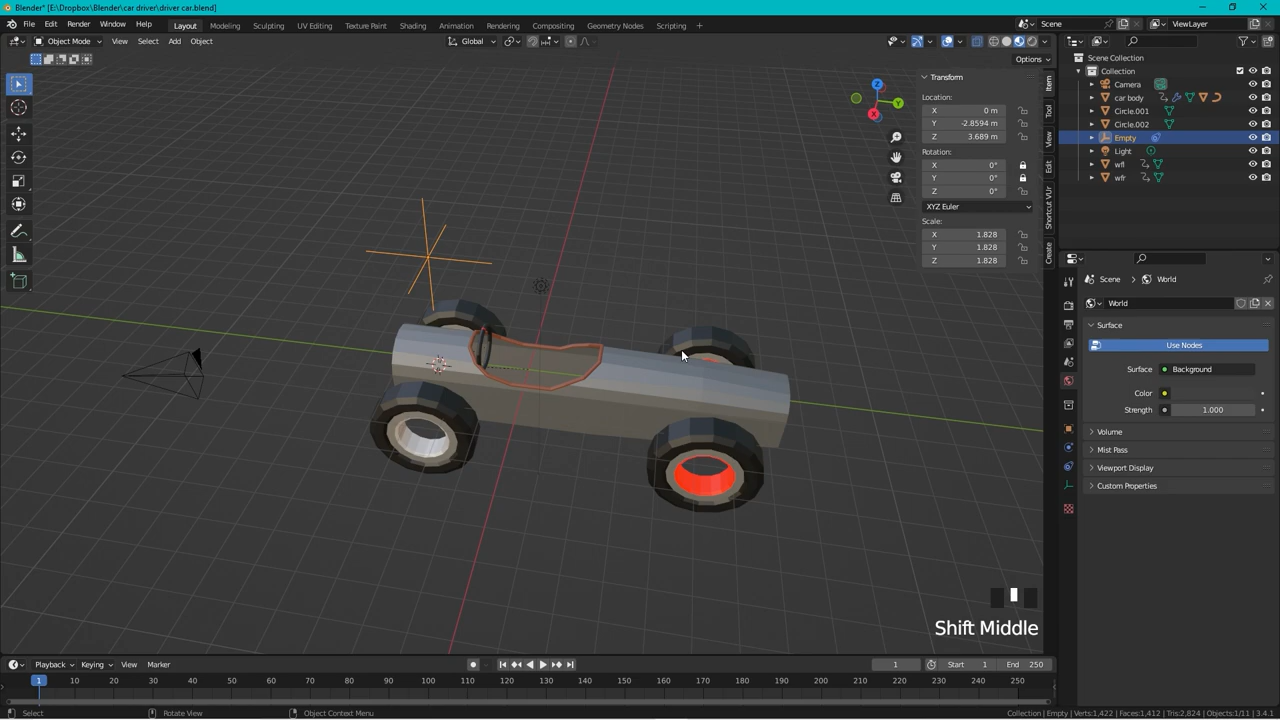 Blender* [E:\Dropbox\Blender\car driver\driver car.blend]
File Edit Render Window Help Layout Modeling Sculpting UV Editing Texture Paint Shading Animation Rendering Compositing Geometry Nodes Scripting + Scene ViewLayer
Object Mode View Select Add Object Global
Options
Transform
Location:
X 0 m
Y -2.8594 m
Z 3.689 m
Rotation:
X 0°
Y 0°
Z 0°
XYZ Euler
Scale:
X 1.828
Y 1.828
Z 1.828
X
Y
Z
Item
Tool
View
Edit
Shortcut VUr
Create
Scene Collection
Collection
Camera
car body
Circle.001
Circle.002
Empty
Light
wfl
wfr
Scene > World
World
Surface
Use Nodes
Surface Background
Color
Strength 1.000
Volume
Mist Pass
Viewport Display
Custom Properties
Shift Middle
Playback Keying View Marker 1 Start 1 End 250
1 10 20 30 40 50 60 70 80 90 100 110 120 130 140 150 160 170 180 190 200 210 220 230 240 250
Select Rotate View Object Context Menu Collection | Empty | Verts:1,422 | Faces:1,412 | Tris:2,824 | Objects:1/11 | 3.4.1